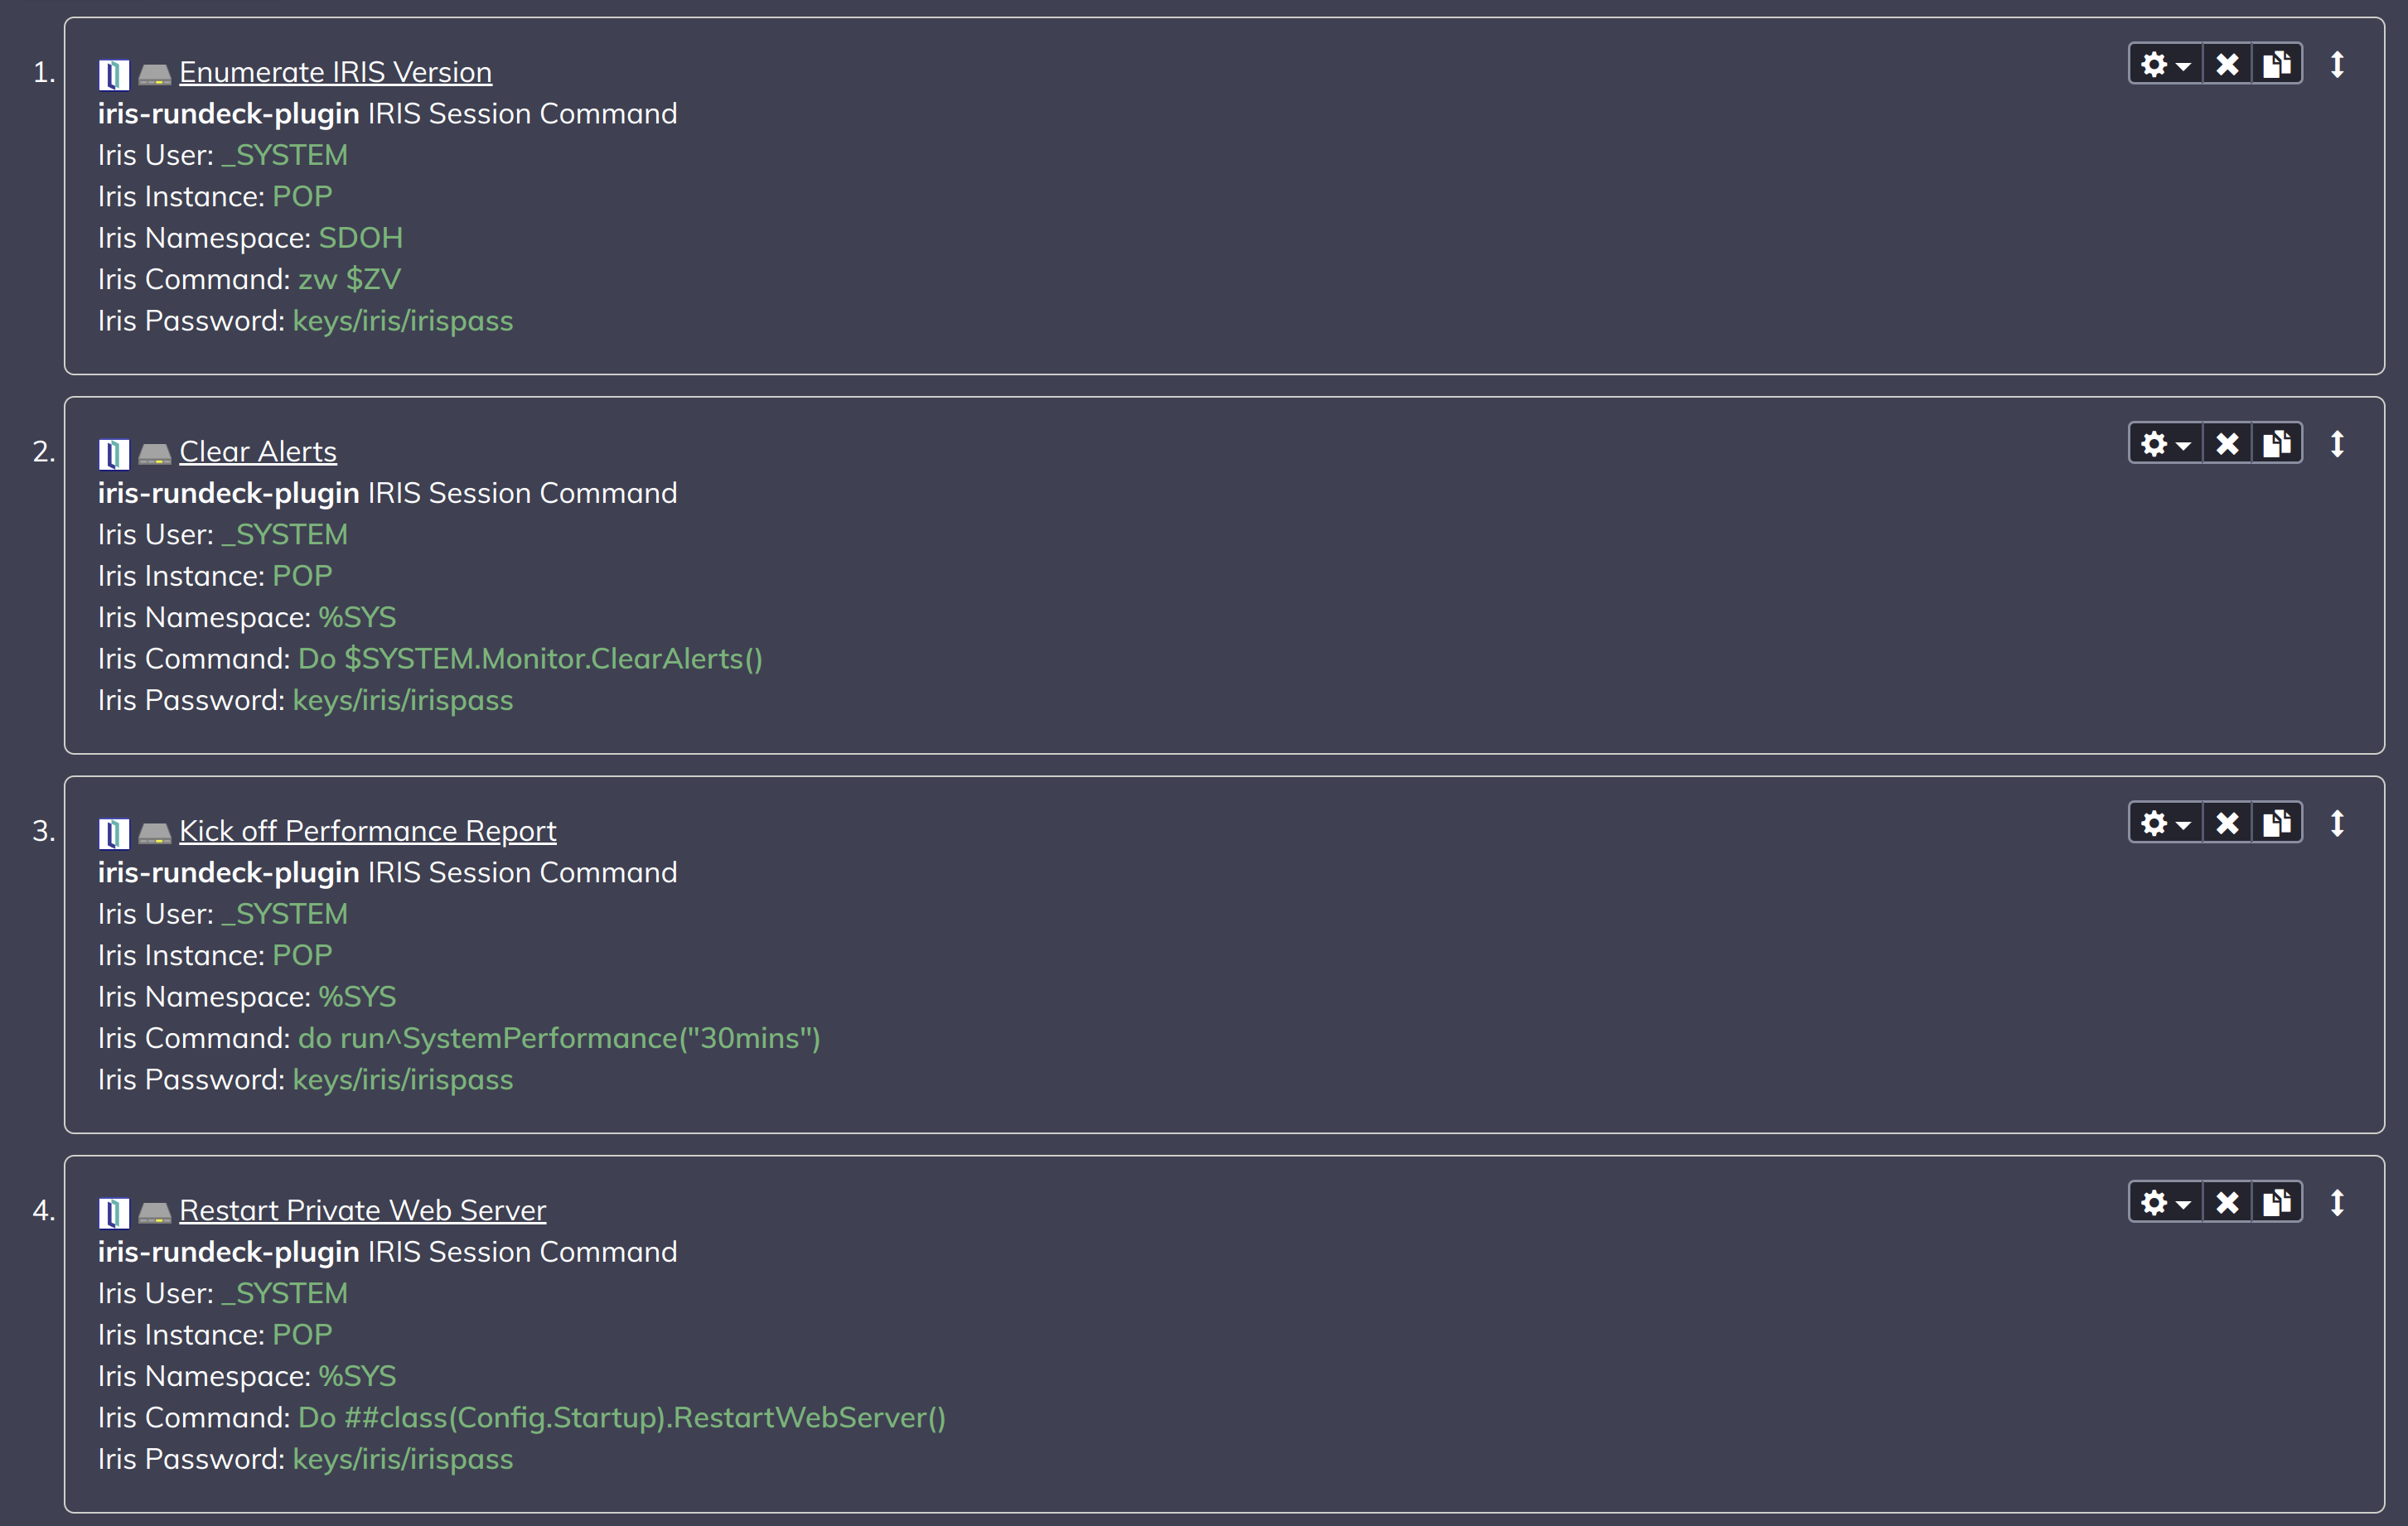 1. Enumerate IRIS Version
iris-rundeck-plugin IRIS Session Command
Iris User: _SYSTEM
Iris Instance: POP
Iris Namespace: SDOH
Iris Command: zw $ZV
Iris Password: keys/iris/irispass
2. Clear Alerts
iris-rundeck-plugin IRIS Session Command
Iris User: _SYSTEM
Iris Instance: POP
Iris Namespace: %SYS
Iris Command: Do $SYSTEM.Monitor.ClearAlerts()
Iris Password: keys/iris/irispass
3. Kick off Performance Report
iris-rundeck-plugin IRIS Session Command
Iris User: _SYSTEM
Iris Instance: POP
Iris Namespace: %SYS
Iris Command: do run^SystemPerformance("30mins")
Iris Password: keys/iris/irispass
4. Restart Private Web Server
iris-rundeck-plugin IRIS Session Command
Iris User: _SYSTEM
Iris Instance: POP
Iris Namespace: %SYS
Iris Command: Do ##class(Config.Startup).RestartWebServer()
Iris Password: keys/iris/irispass